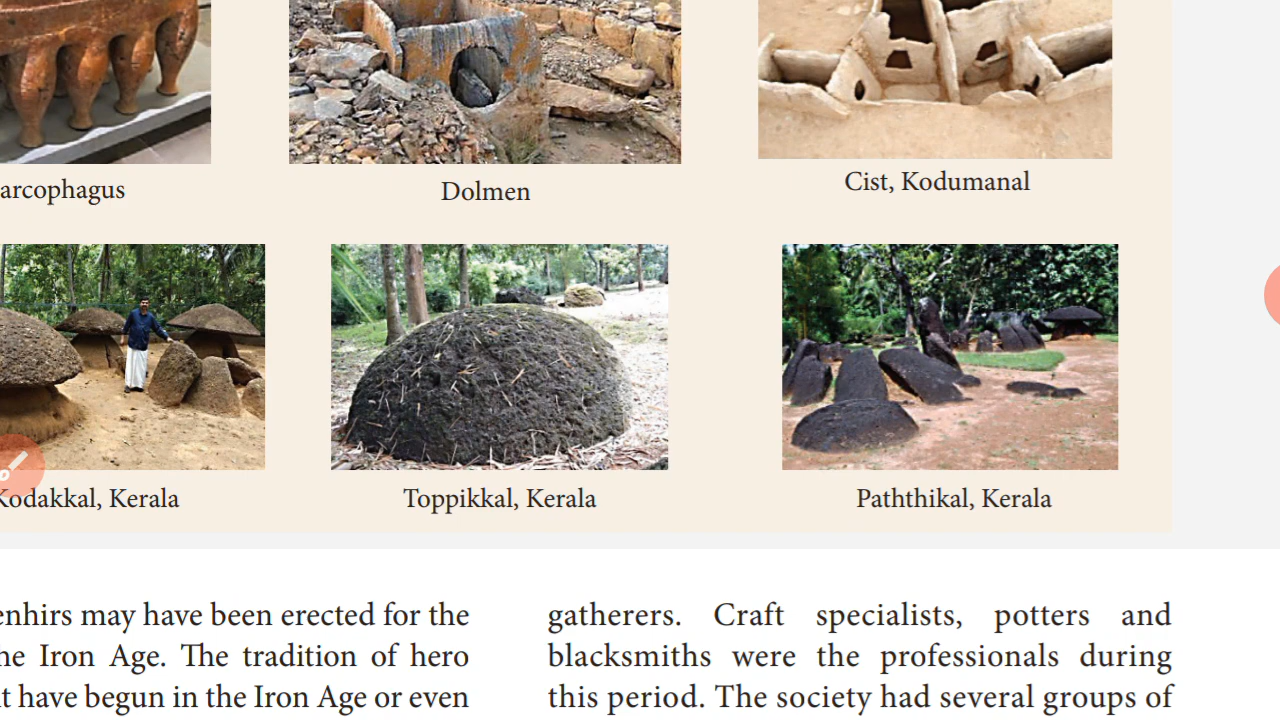 arcophagus
Dolmen
Cist, Kodumanal
Kodakkal, Kerala
Toppikkal, Kerala
Paththikal, Kerala
enhirs may have been erected for the
he Iron Age. The tradition of hero
t have begun in the Iron Age or even
gatherers. Craft specialists, potters and
blacksmiths were the professionals during
this period. The society had several groups of